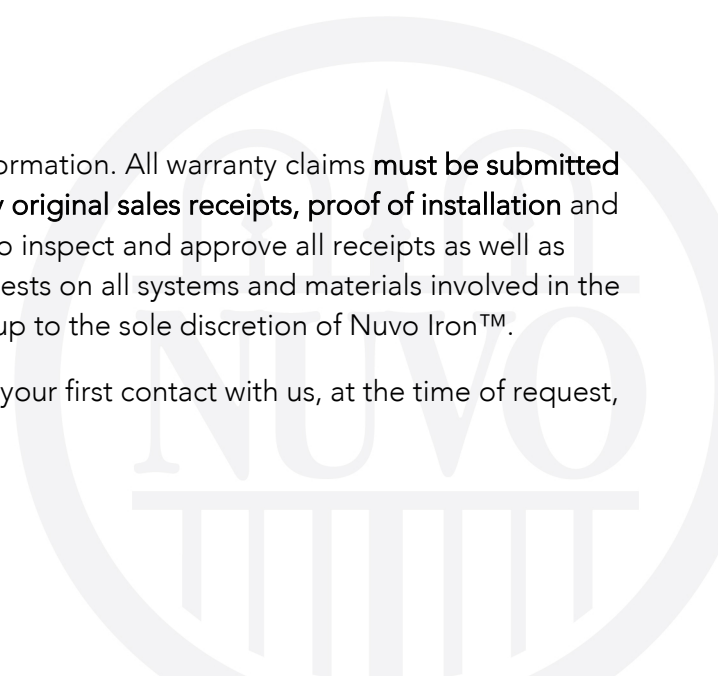 ormation. All warranty claims must be submitted
original sales receipts, proof of installation and
o inspect and approve all receipts as well as
ests on all systems and materials involved in the
up to the sole discretion of Nuvo Iron™.
your first contact with us, at the time of request,
NUVO